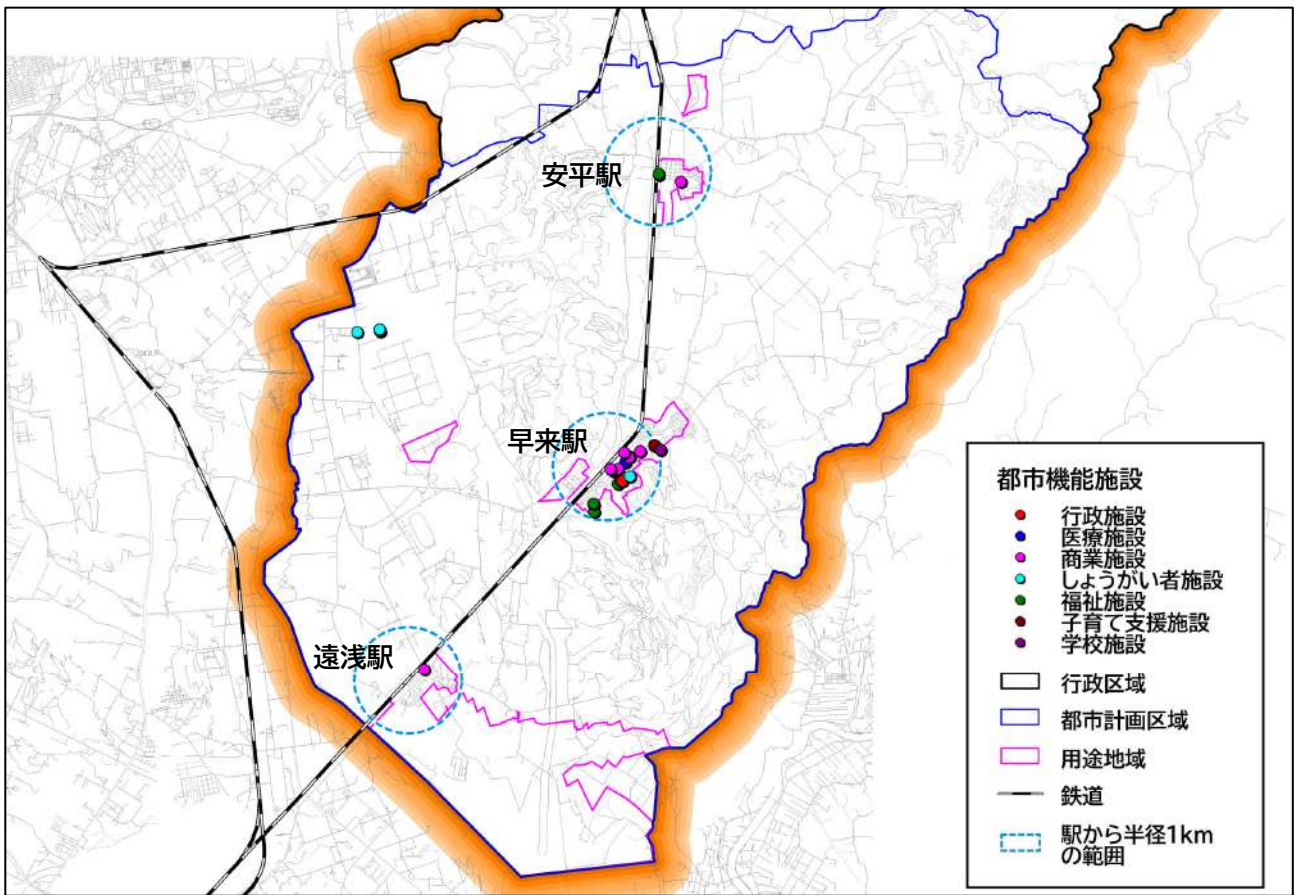 安平駅
早来駅
遠浅駅
都市機能施設
行政施設
医療施設
商業施設
しょうがい者施設
福祉施設
子育て支援施設
学校施設
行政区域
都市計画区域
用途地域
鉄道
駅から半径1km
の範囲